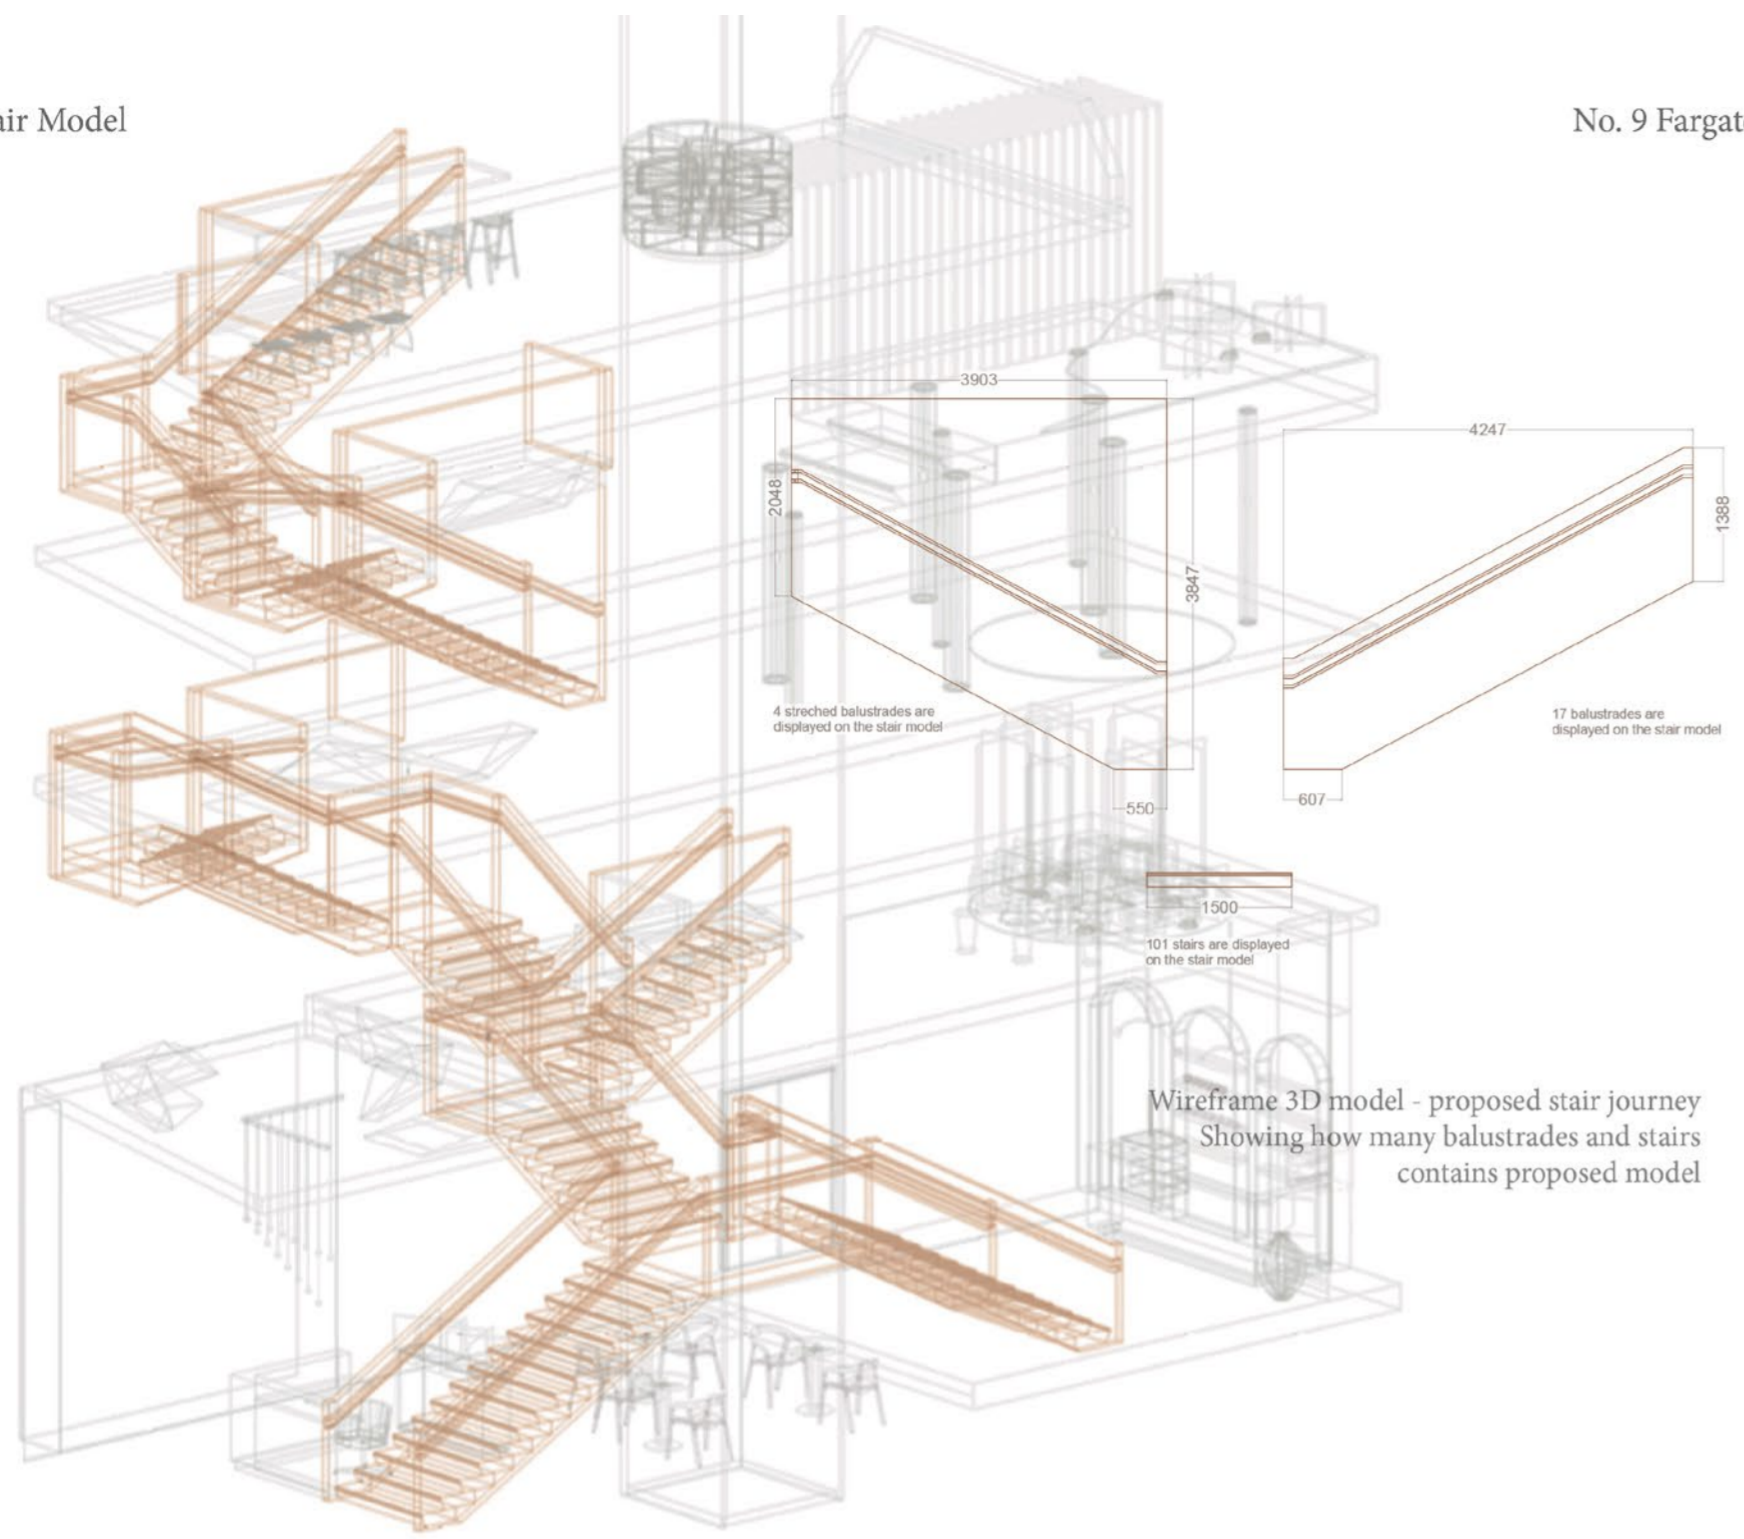 air Model
No. 9 Fargate
3903
4247
2048
1388
3847
4 streched balustrades are
displayed on the stair model
17 balustrades are
displayed on the stair model
550
607
1500
101 stairs are displayed
on the stair model
Wireframe 3D model - proposed stair journey
Showing how many balustrades and stairs
contains proposed model